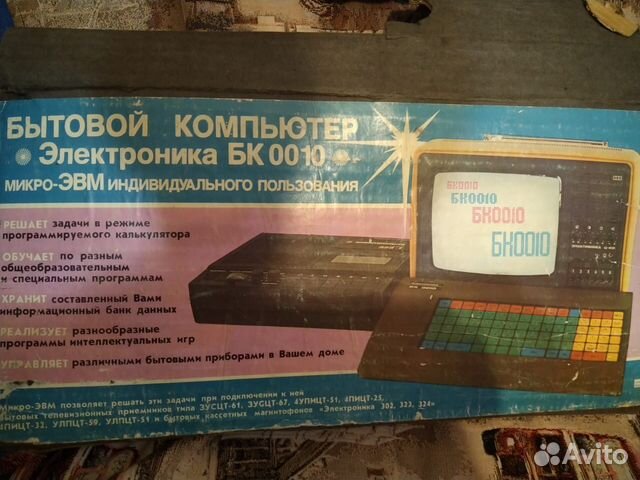 БЫТОВОЙ КОМПЬЮТЕР
Электроника БК 0010
МИКРО-ЭВМ ИНДИВИДУАЛЬНОГО ПОЛЬЗОВАНИЯ
РЕШАЕТ задачи в режиме
программируемого калькулятора
ОБУЧАЕТ по разным
общеобразовательным
и специальным программам
ХРАНИТ составленный Вами
информационный банк данных
РЕАЛИЗУЕТ разнообразные
программы интеллектуальных игр
УПРАВЛЯЕТ различными бытовыми приборами в Вашем доме
Микро-ЭВМ позволяет решать эти задачи при подключении к ней
бытовых телевизионных приемников типа 3УСЦТ-61, 3УСЦТ-67, 4УПИЦТ-51, 4ПИЦТ-25,
4ПИЦТ-32, УЛПЦТ-59, УЛПЦТ-51 и бытовых кассетных магнитофонов «Электроника 302, 323, 324»
БК0010
БК0010
БК0010
БК0010
Avito